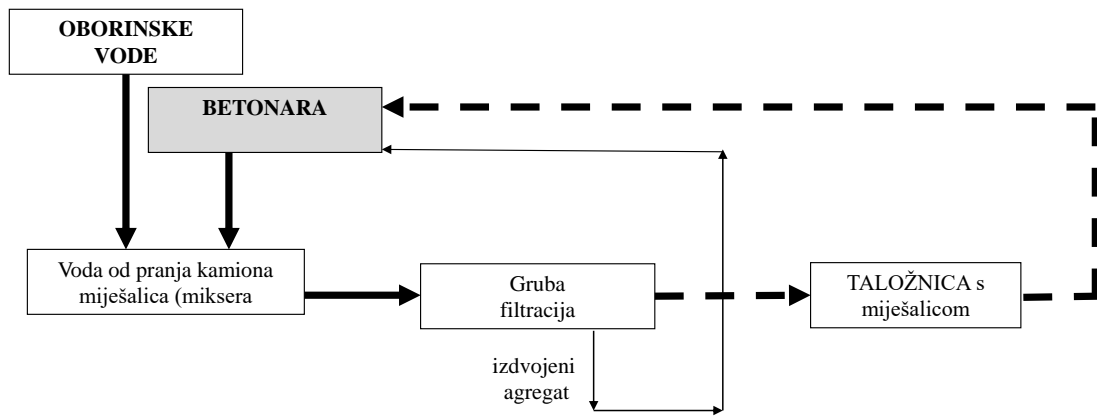 OBORINSKE
VODE
BETONARA
Voda od pranja kamiona
miješalica (miksera
Gruba
filtracija
TALOŽNICA s
miješalicom
izdvojeni
agregat